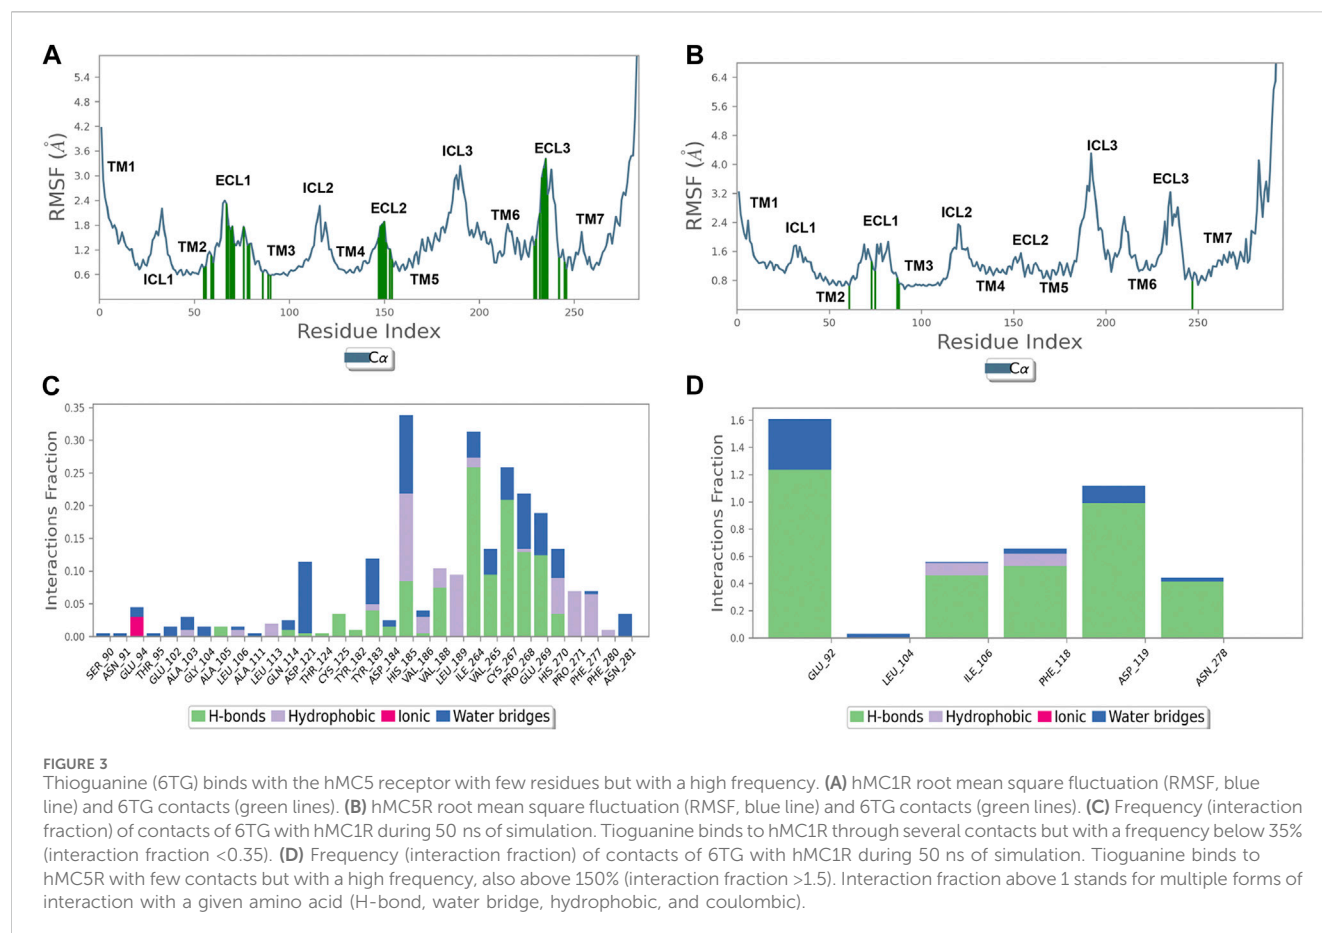 A
RMSF (Å)
5.4
4.8
4.2
3.6
3.0
2.4
1.8
1.2
0.6
TM1
ICL1
TM2
ECL1
TM3
ICL2
TM4
ECL2
TM5
ICL3
TM6
ECL3
TM7
0 50 100 150 200 250
Residue Index
Cα
B
RMSF (Å)
6.4
5.6
4.8
4.0
3.2
2.4
1.6
0.8
TM1
ICL1
TM2
ECL1
TM3
ICL2
TM4
ECL2
TM5
ICL3
TM6
ECL3
TM7
0 50 100 150 200 250
Residue Index
Cα
C
Interactions Fraction
0.35
0.30
0.25
0.20
0.15
0.10
0.05
0.00
SER_90
ASN_91
GLU_94
THR_95
GLU_102
ALA_103
GLY_104
ALA_105
LEU_106
ALA_111
LEU_113
GLN_114
ASP_121
THR_124
CYS_125
TYR_182
TYR_183
ASP_184
HIS_185
VAL_186
VAL_188
LEU_189
ILE_264
VAL_265
CYS_267
PRO_268
GLU_269
HIS_270
PRO_271
PHE_277
PHE_280
ASN_281
H-bonds Hydrophobic Ionic Water bridges
D
Interactions Fraction
1.6
1.4
1.2
1.0
0.8
0.6
0.4
0.2
0.0
GLU_92
LEU_104
ILE_106
PHE_118
ASP_119
ASN_278
H-bonds Hydrophobic Ionic Water bridges
FIGURE 3
Thioguanine (6TG) binds with the hMC5 receptor with few residues but with a high frequency. (A) hMC1R root mean square fluctuation (RMSF, blue
line) and 6TG contacts (green lines). (B) hMC5R root mean square fluctuation (RMSF, blue line) and 6TG contacts (green lines). (C) Frequency (interaction
fraction) of contacts of 6TG with hMC1R during 50 ns of simulation. Tioguanine binds to hMC1R through several contacts but with a frequency below 35%
(interaction fraction <0.35). (D) Frequency (interaction fraction) of contacts of 6TG with hMC1R during 50 ns of simulation. Tioguanine binds to
hMC5R with few contacts but with a high frequency, also above 150% (interaction fraction >1.5). Interaction fraction above 1 stands for multiple forms of
interaction with a given amino acid (H-bond, water bridge, hydrophobic, and coulombic).